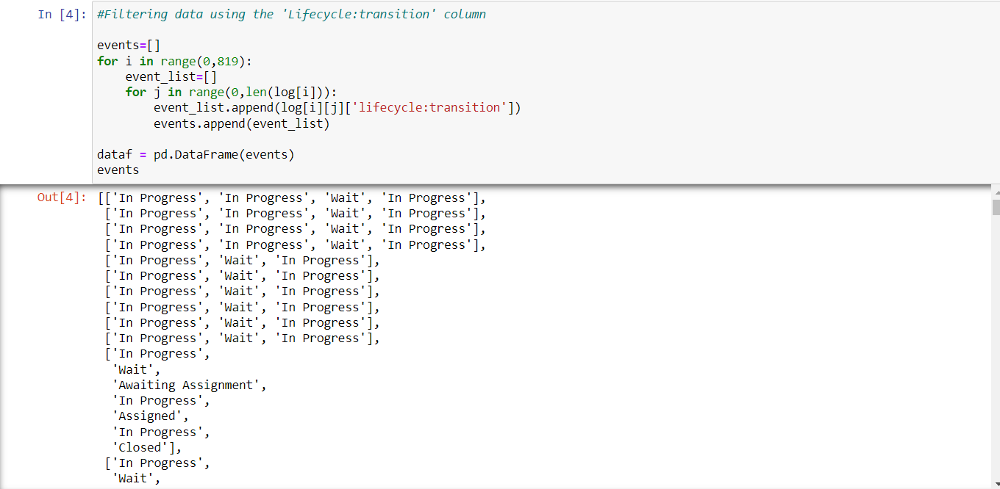 In [4]: #Filtering data using the 'Lifecycle:transition' column

events=[]
for i in range(0,819):
    event_list=[]
    for j in range(0,len(log[i])):
        event_list.append(log[i][j]['lifecycle:transition'])
        events.append(event_list)

dataf = pd.DataFrame(events)
events
Out[4]: [['In Progress', 'In Progress', 'Wait', 'In Progress'],
 ['In Progress', 'In Progress', 'Wait', 'In Progress'],
 ['In Progress', 'In Progress', 'Wait', 'In Progress'],
 ['In Progress', 'In Progress', 'Wait', 'In Progress'],
 ['In Progress', 'Wait', 'In Progress'],
 ['In Progress', 'Wait', 'In Progress'],
 ['In Progress', 'Wait', 'In Progress'],
 ['In Progress', 'Wait', 'In Progress'],
 ['In Progress', 'Wait', 'In Progress'],
 ['In Progress', 'Wait', 'In Progress'],
 ['In Progress',
  'Wait',
  'Awaiting Assignment',
  'In Progress',
  'Assigned',
  'In Progress',
  'Closed'],
 ['In Progress',
  'Wait',